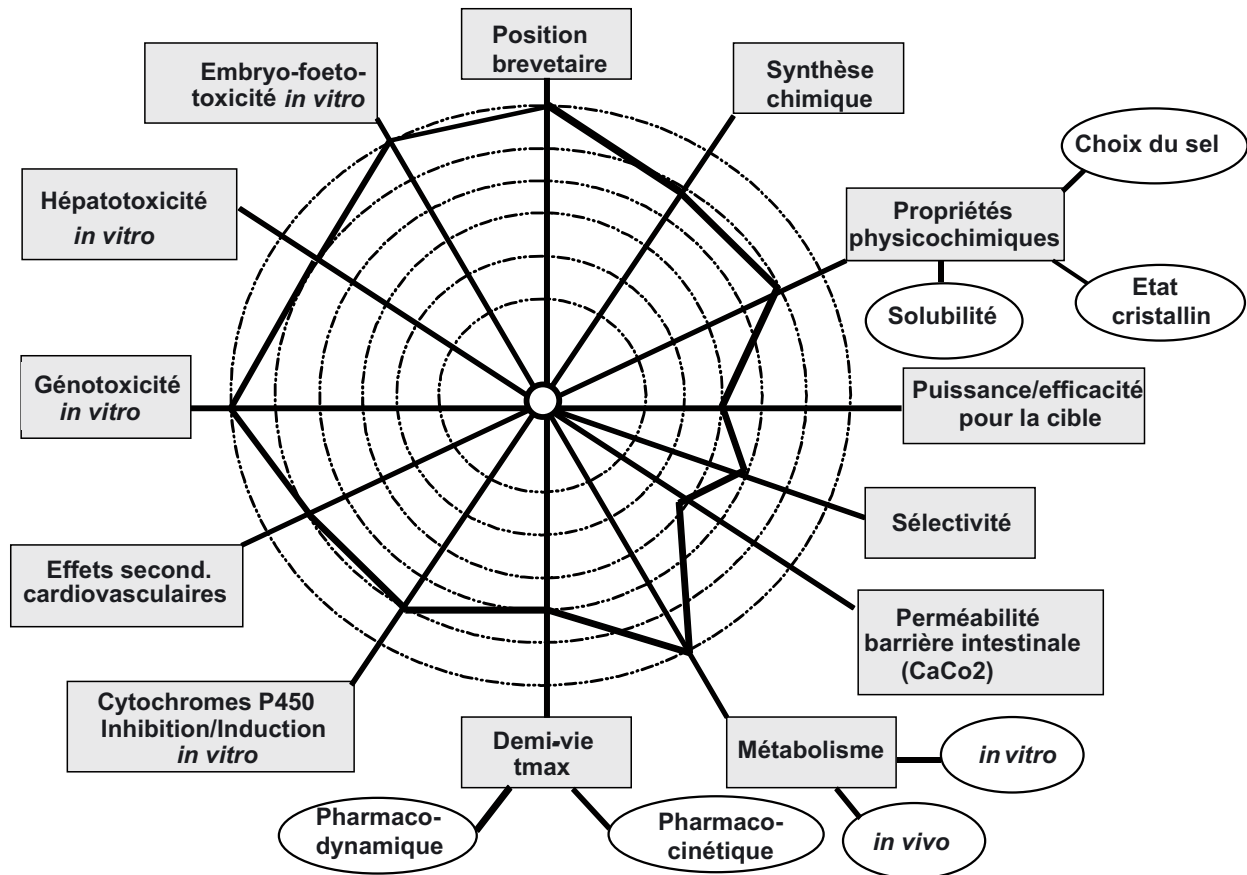 Position
brevetaire
Synthèse
chimique
Choix du sel
Propriétés
physicochimiques
Solubilité
Etat
cristallin
Puissance/efficacité
pour la cible
Sélectivité
Perméabilité
barrière intestinale
(CaCo2)
Métabolisme
in vitro
in vivo
Demi-vie
tmax
Pharmaco-
cinétique
Pharmaco-
dynamique
Cytochromes P450
Inhibition/Induction
in vitro
Effets second.
cardiovasculaires
Génotoxicité
in vitro
Hépatotoxicité
in vitro
Embryo-foeto-
toxicité in vitro